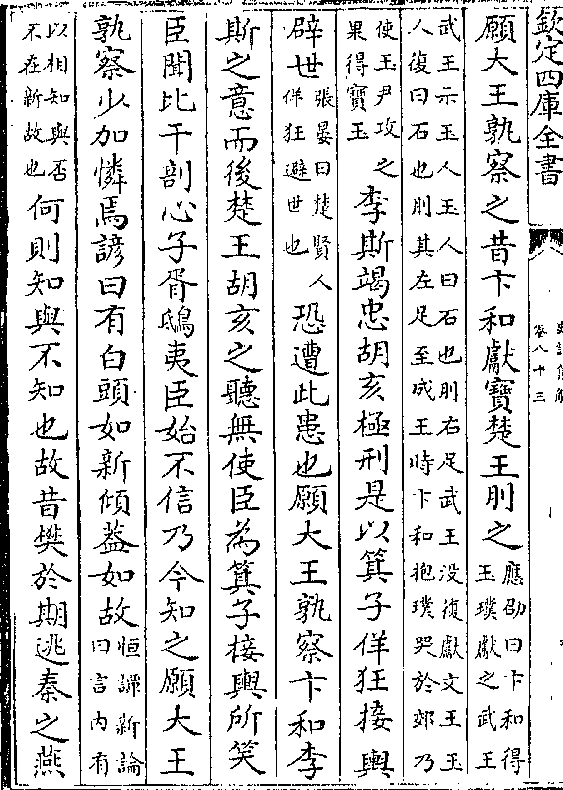 欽定四庫全書
卷八十三
願大王孰察之昔卞和獻寶楚王刖之
應劭曰卞和得
玉璞獻之武王
武王示玉人玉人曰石也刖右足武王沒復獻文王玉
人復曰石也刖其左足至成王時卞和抱璞哭於郊乃
使玉尹攻之
果得寶玉
李斯竭忠胡亥極刑是以箕子佯狂接輿
辟世
張晏曰楚賢人
佯狂避世也
恐遭此患也願大王孰察卞和李
斯之意而後楚王胡亥之聽無使臣為箕子接輿所笑
臣聞比干剖心子胥鴟夷臣始不信乃今知之願大王
孰察少加憐焉諺曰有白頭如新傾蓋如故
桓譚新論
曰言内有
以相知與否
不在新故也
何則知與不知也故昔樊於期逃秦之燕